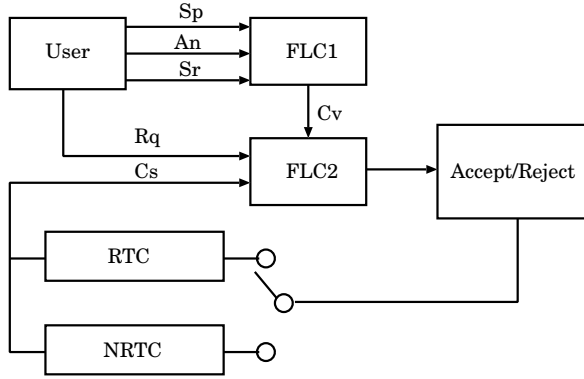 Sp
User
An
FLC1
Sr
Cv
Rq
FLC2
Accept/Reject
Cs
RTC
NRTC